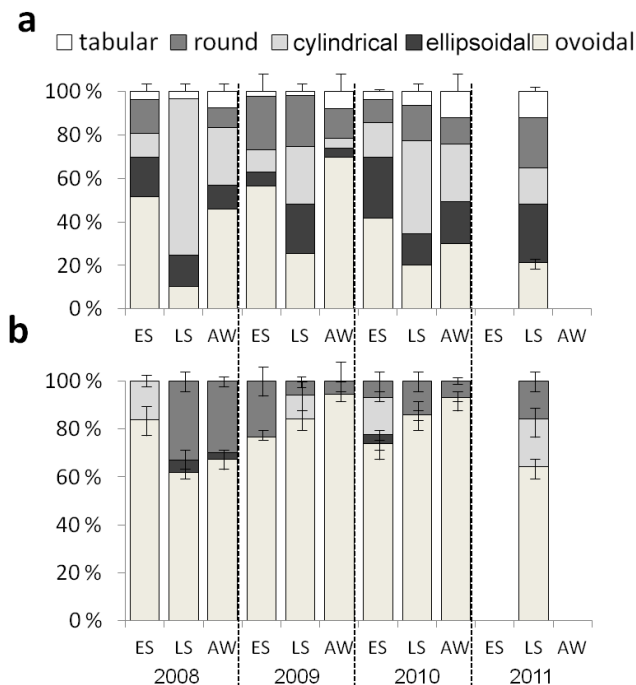 a
tabular round cylindrical ellipsoidal ovoidal
100 %
80 %
60 %
40 %
20 %
0 %
ES LS AW ES LS AW ES LS AW ES LS AW
b
100 %
80 %
60 %
40 %
20 %
0 %
ES LS AW ES LS AW ES LS AW ES LS AW
2008 2009 2010 2011